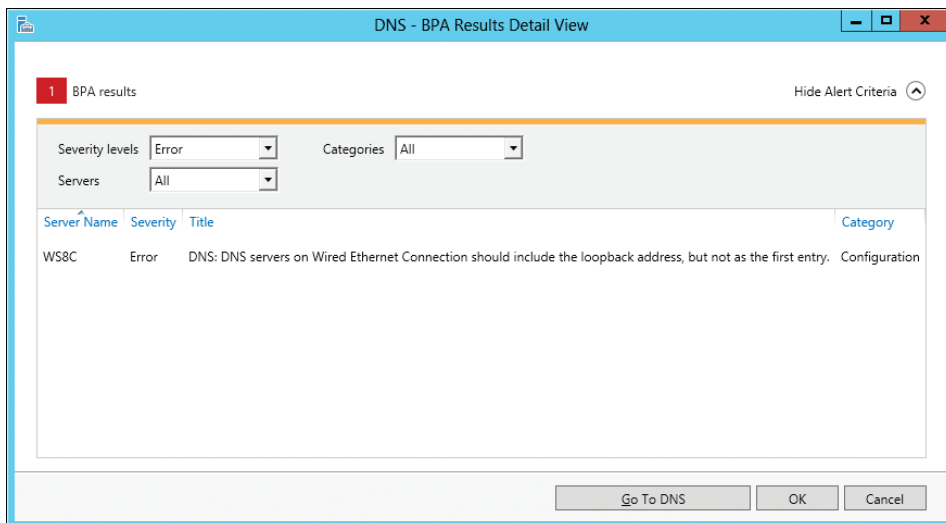 DNS - BPA Results Detail View
1 BPA results Hide Alert Criteria
Severity levels Error Categories All
Servers All
Server Name Severity Title Category
WS8C Error DNS: DNS servers on Wired Ethernet Connection should include the loopback address, but not as the first entry. Configuration
Go To DNS OK Cancel